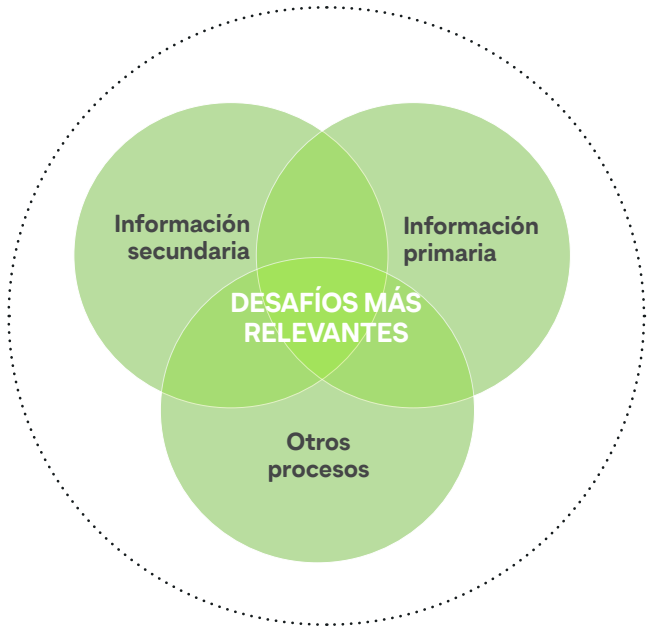 Información
secundaria
Información
primaria
DESAFÍOS MÁS
RELEVANTES
Otros
procesos